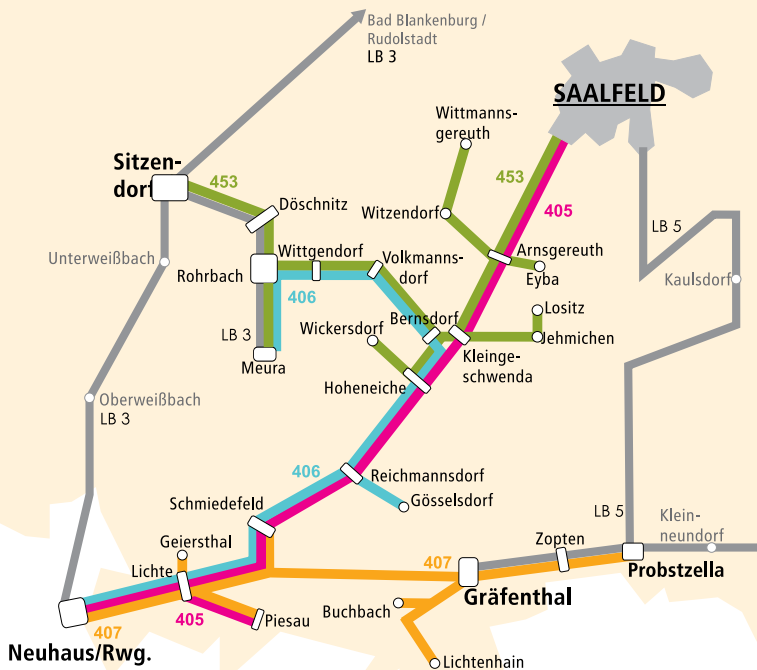 Bad Blankenburg /
Rudolstadt
LB 3
SAALFELD
Wittmanns-
gereuth
Sitzen-
dorf
453
453
Döschnitz
Witzendorf
405
LB 5
Unterweißbach
Wittgendorf
Volkmanns-
dorf
Arnsgereuth
Eyba
Rohrbach
406
Kaulsdorf
Bernsdorf
Lositz
Wickersdorf
LB 3
Jehmichen
Meura
Kleinge-
schwenda
Hoheneiche
Oberweißbach
LB 3
406
Reichmannsdorf
Gösselsdorf
Schmiedefeld
LB 5
Klein-
neundorf
Geiersthal
Zopten
Lichte
407
Probstzella
Gräfenthal
Buchbach
405
Piesau
407
Neuhaus/Rwg.
Lichtenhain